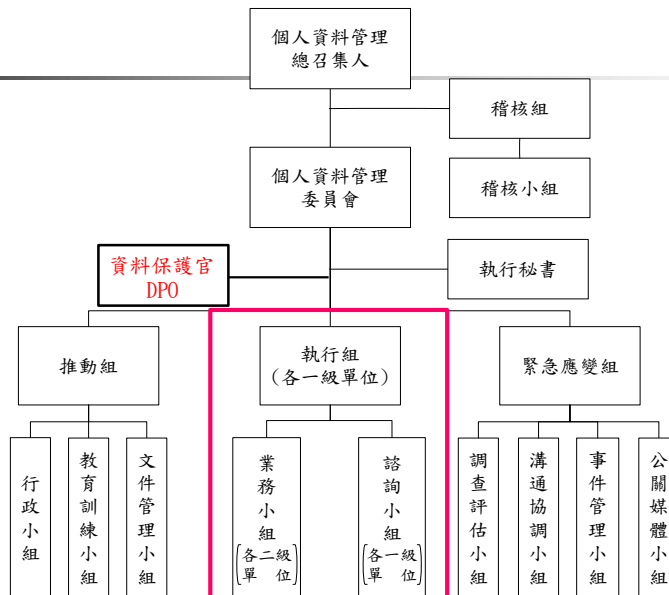 個人資料管理
總召集人
稽核組
個人資料管理
委員會
稽核小組
資料保護官
DPO
執行秘書
推動組
執行組
(各一級單位)
緊急應變組
行政小組
教育訓練小組
文件管理小組
業務小組
(各二級
單 位)
諮詢小組
(各一級
單 位)
調查評估小組
溝通協調小組
事件管理小組
公關媒體小組